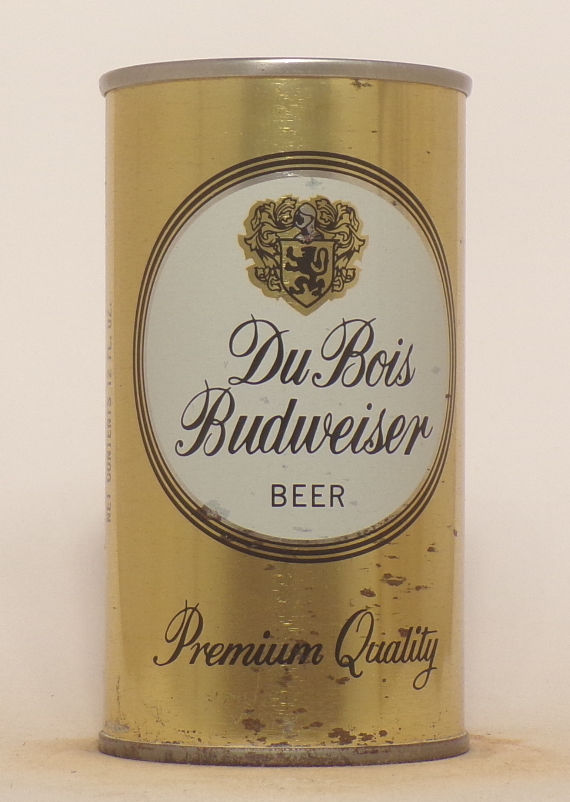 Du Bois
Budweiser
BEER
Premium Quality
NET CONTENTS 12 FL. OZ.